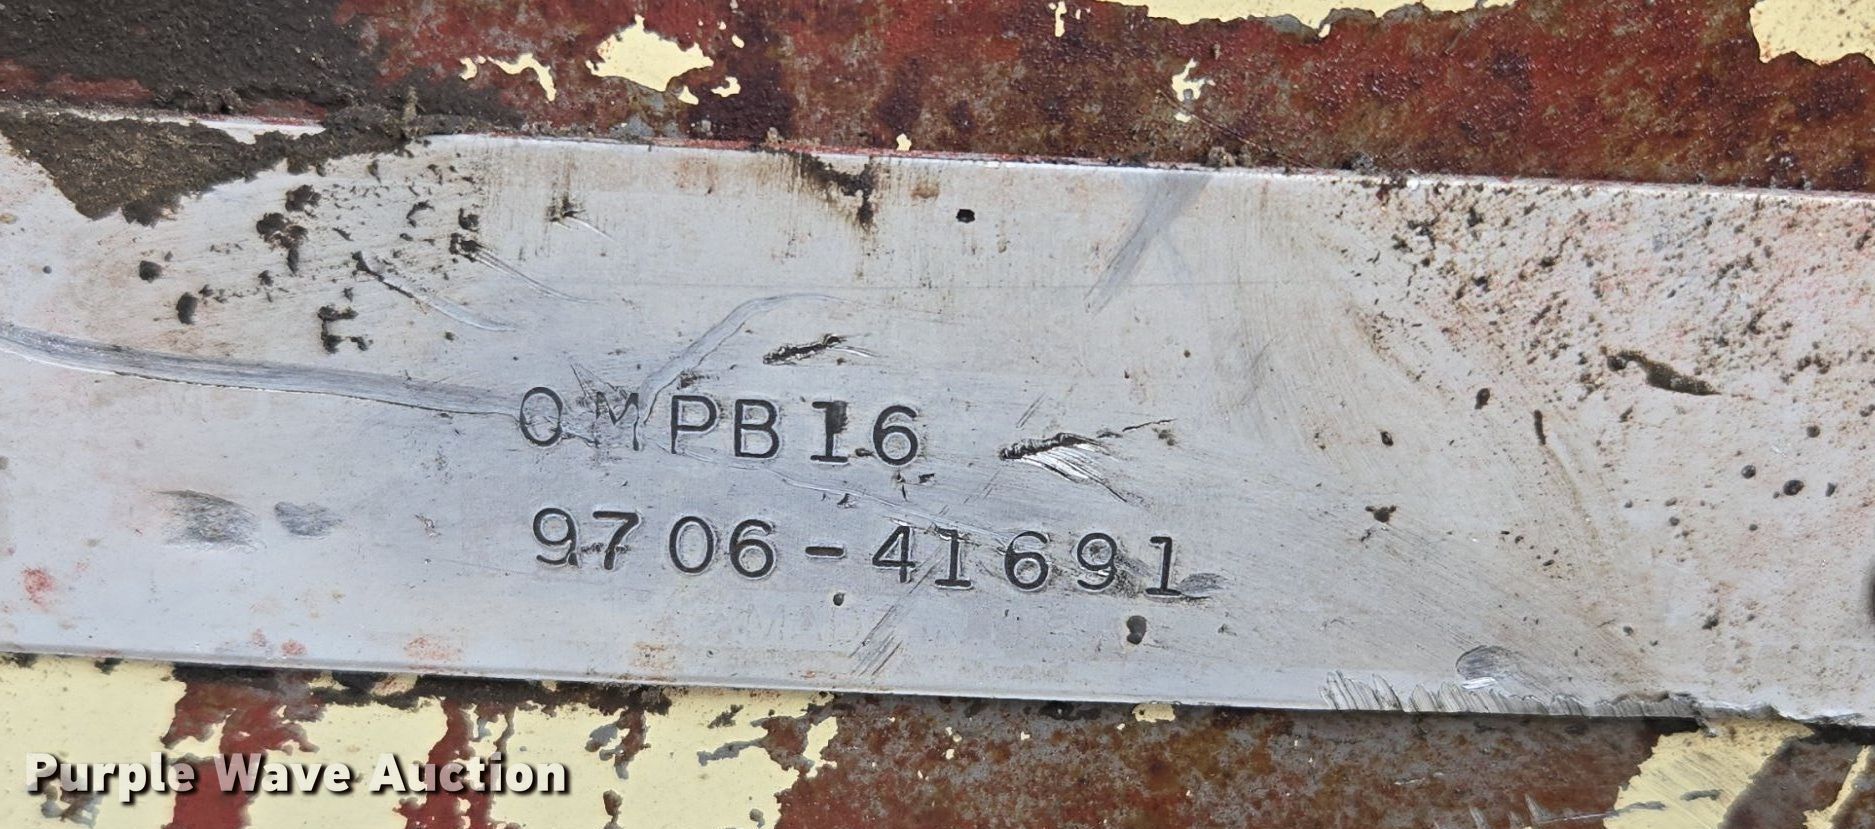 OMPB16
9706-41691
Purple Wave Auction